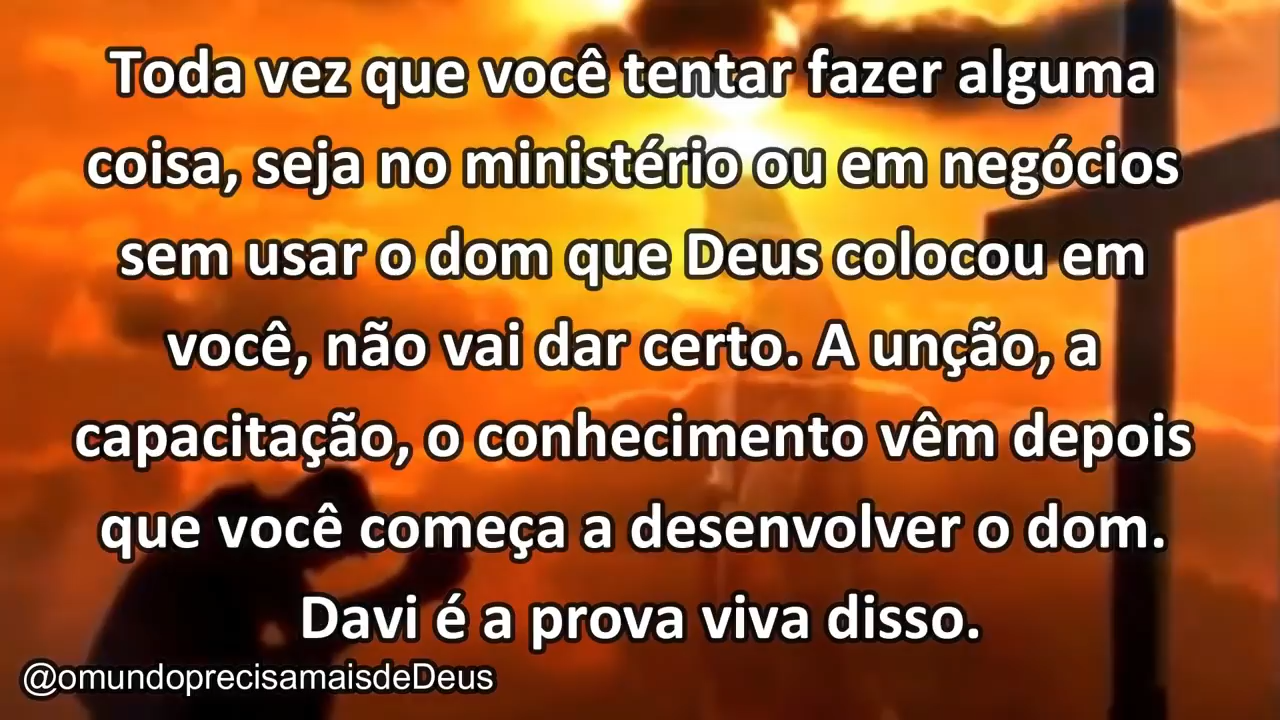 Toda vez que você tentar fazer alguma
coisa, seja no ministério ou em negócios
sem usar o dom que Deus colocou em
você, não vai dar certo. A unção, a
capacitação, o conhecimento vêm depois
que você começa a desenvolver o dom.
Davi é a prova viva disso.
@omundoprecisamaisdeDeus